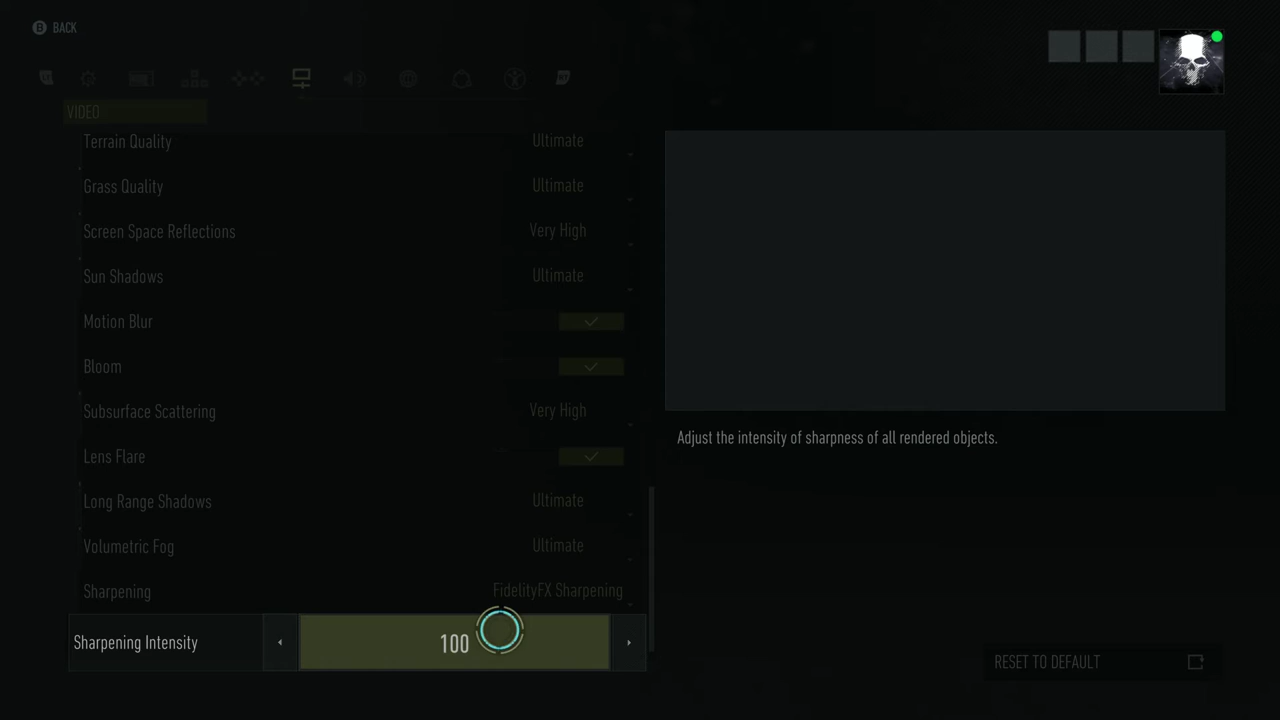 B BACK
VIDEO
Terrain Quality Ultimate
Grass Quality Ultimate
Screen Space Reflections Very High
Sun Shadows Ultimate
Motion Blur
Bloom
Subsurface Scattering Very High
Lens Flare
Long Range Shadows Ultimate
Volumetric Fog Ultimate
Sharpening FidelityFX Sharpening
Sharpening Intensity 100
Adjust the intensity of sharpness of all rendered objects.
RESET TO DEFAULT